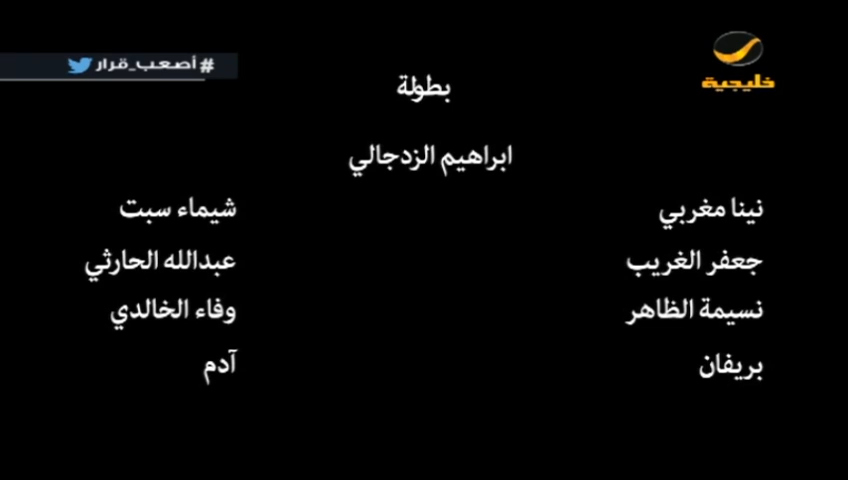 #أصعب_قرار
خليجية
بطولة
ابراهيم الزدجالي
نينا مغربي
شيماء سبت
جعفر الغريب
عبدالله الحارثي
نسيمة الظاهر
وفاء الخالدي
بريفان
آدم